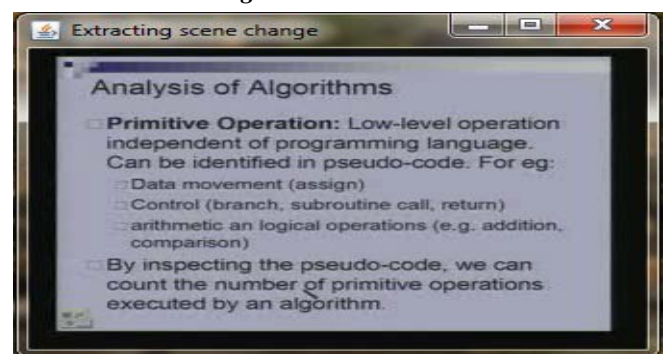 Extracting scene change
Analysis of Algorithms
Primitive Operation: Low-level operation
independent of programming language.
Can be identified in pseudo-code. For eg:
Data movement (assign)
Control (branch, subroutine call, return)
arithmetic an logical operations (e.g. addition,
comparison)
By inspecting the pseudo-code, we can
count the number of primitive operations
executed by an algorithm.